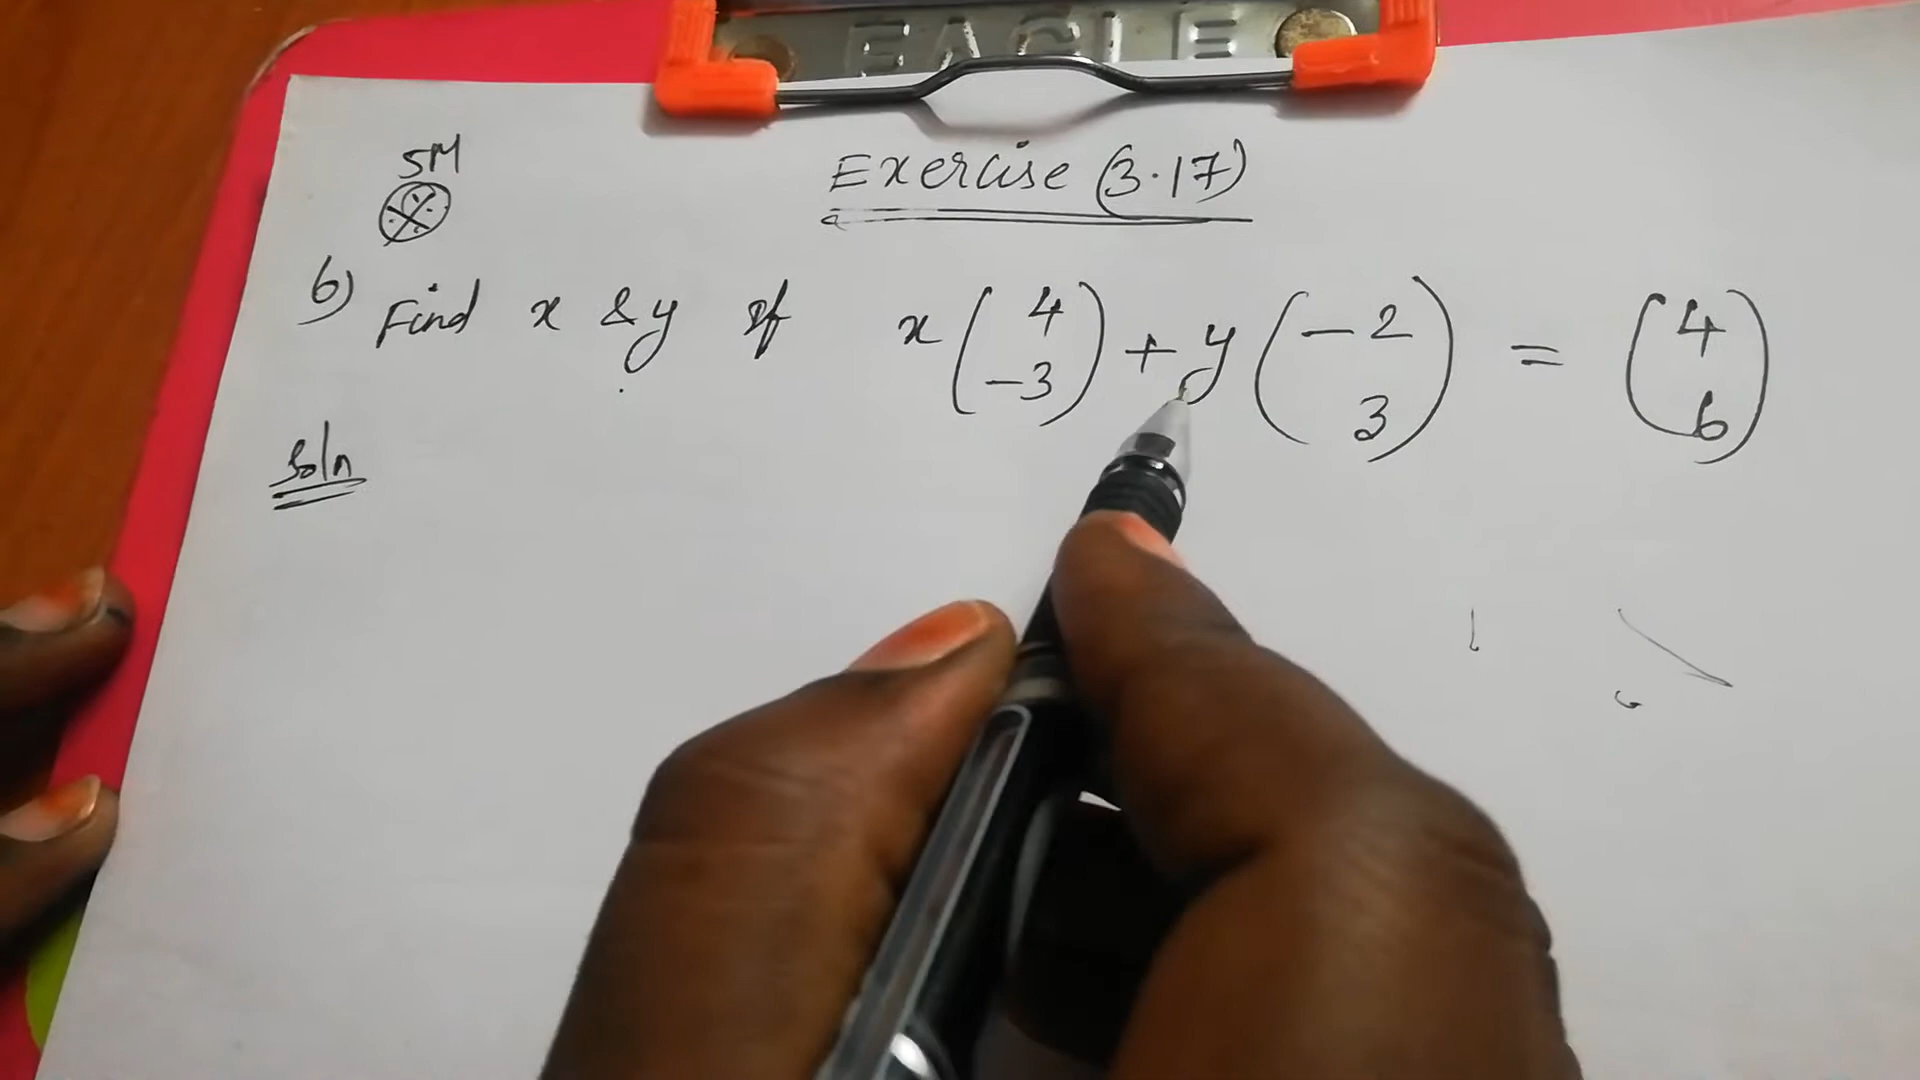 EAGLE
5M
Exercise (3.17)
6) Find x & y if x ( 4 -3 ) + y ( -2 3 ) = ( 4 6 )
Soln